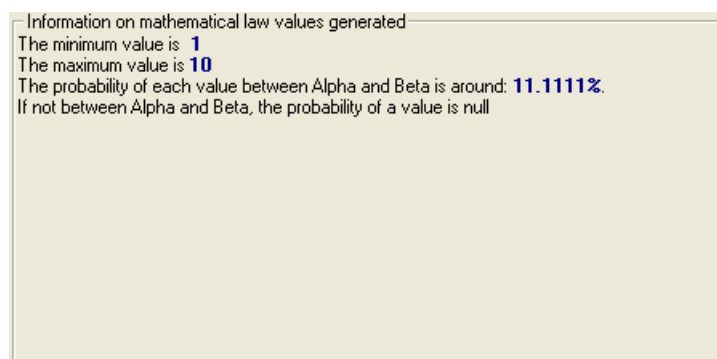 Information on mathematical law values generated
The minimum value is 1
The maximum value is 10
The probability of each value between Alpha and Beta is around: 11.1111%.
If not between Alpha and Beta, the probability of a value is null